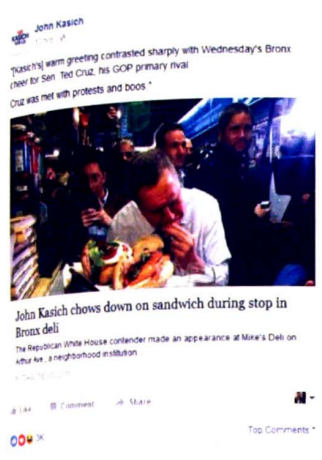 John Kasich
"[Kasich's] warm greeting contrasted sharply with Wednesday's Bronx
cheer for Sen. Ted Cruz, his GOP primary rival
Cruz was met with protests and boos."
John Kasich chows down on sandwich during stop in
Bronx deli
The Republican White House contender made an appearance at Mike's Deli on
Arthur Ave., a neighborhood institution
Like Comment Share
3K
Top Comments